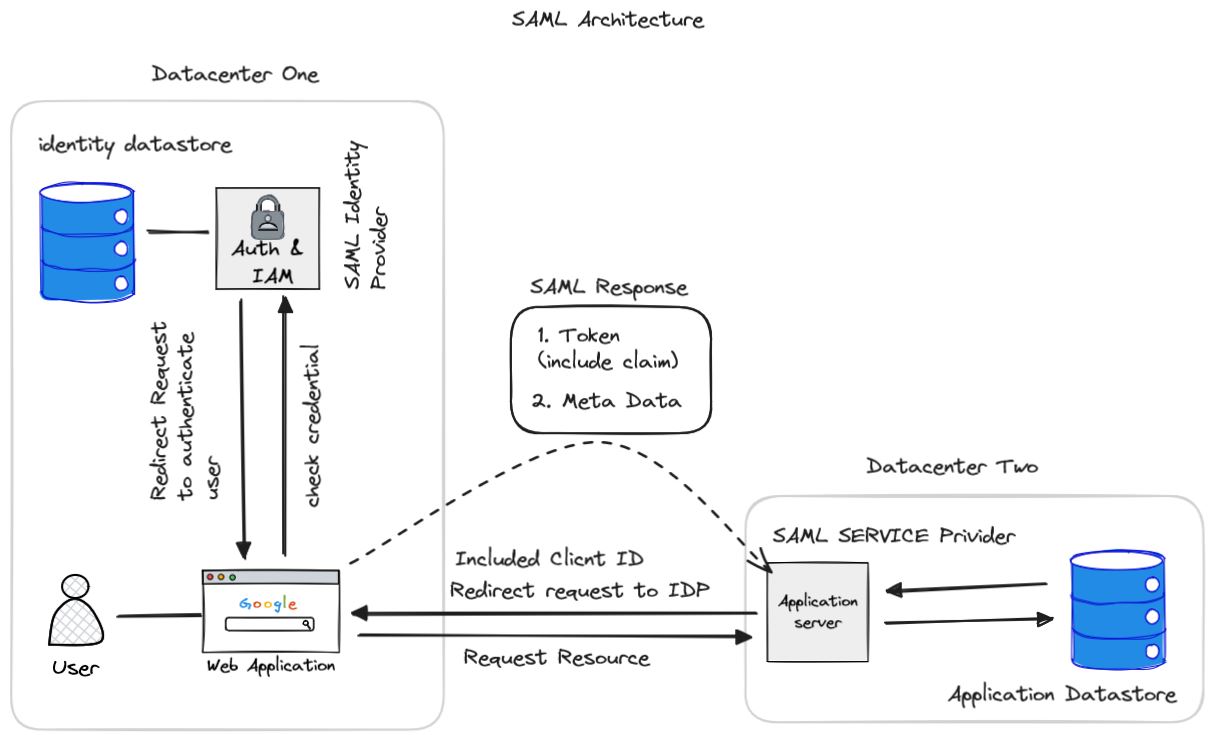 SAML Architecture
Datacenter One
identity datastore
SAML Identity
Provider
Auth &
IAM
Redirect Request
to authenticate
user
check credential
SAML Response
1. Token
(include claim)
2. Meta Data
Datacenter Two
SAML SERVICE Privider
Included Client ID
Redirect request to IDP
Application
server
Google
User
Web Application
Request Resource
Application Datastore